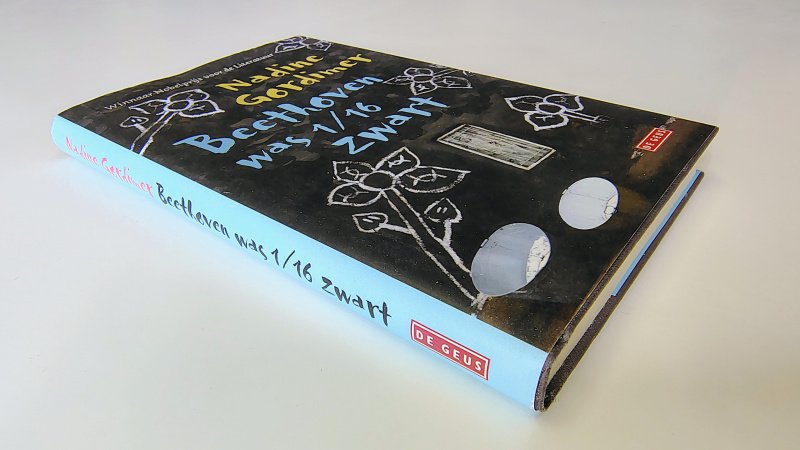 Winnaar Nobelprijs voor de Literatuur
Nadine
Gordimer
Beethoven
was 1/16
zwart
DE GEUS
Nadine Gordimer Beethoven was 1/16 zwart
DE GEUS